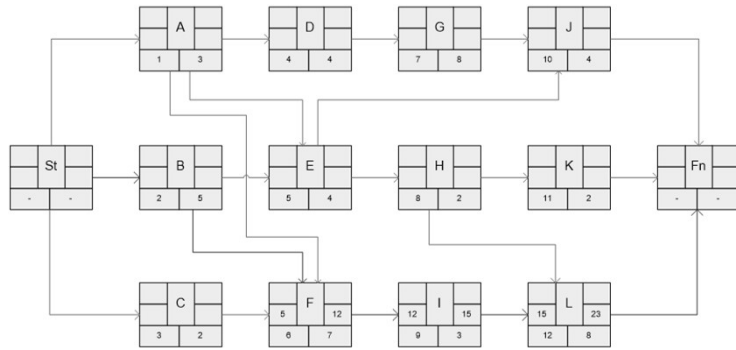 A D G J
1 3 4 4 7 8 10 4
St B E H K Fn
- - 2 5 5 4 8 2 11 2 - -
C F I L
5 12 12 15 15 23
3 2 6 7 9 3 12 8